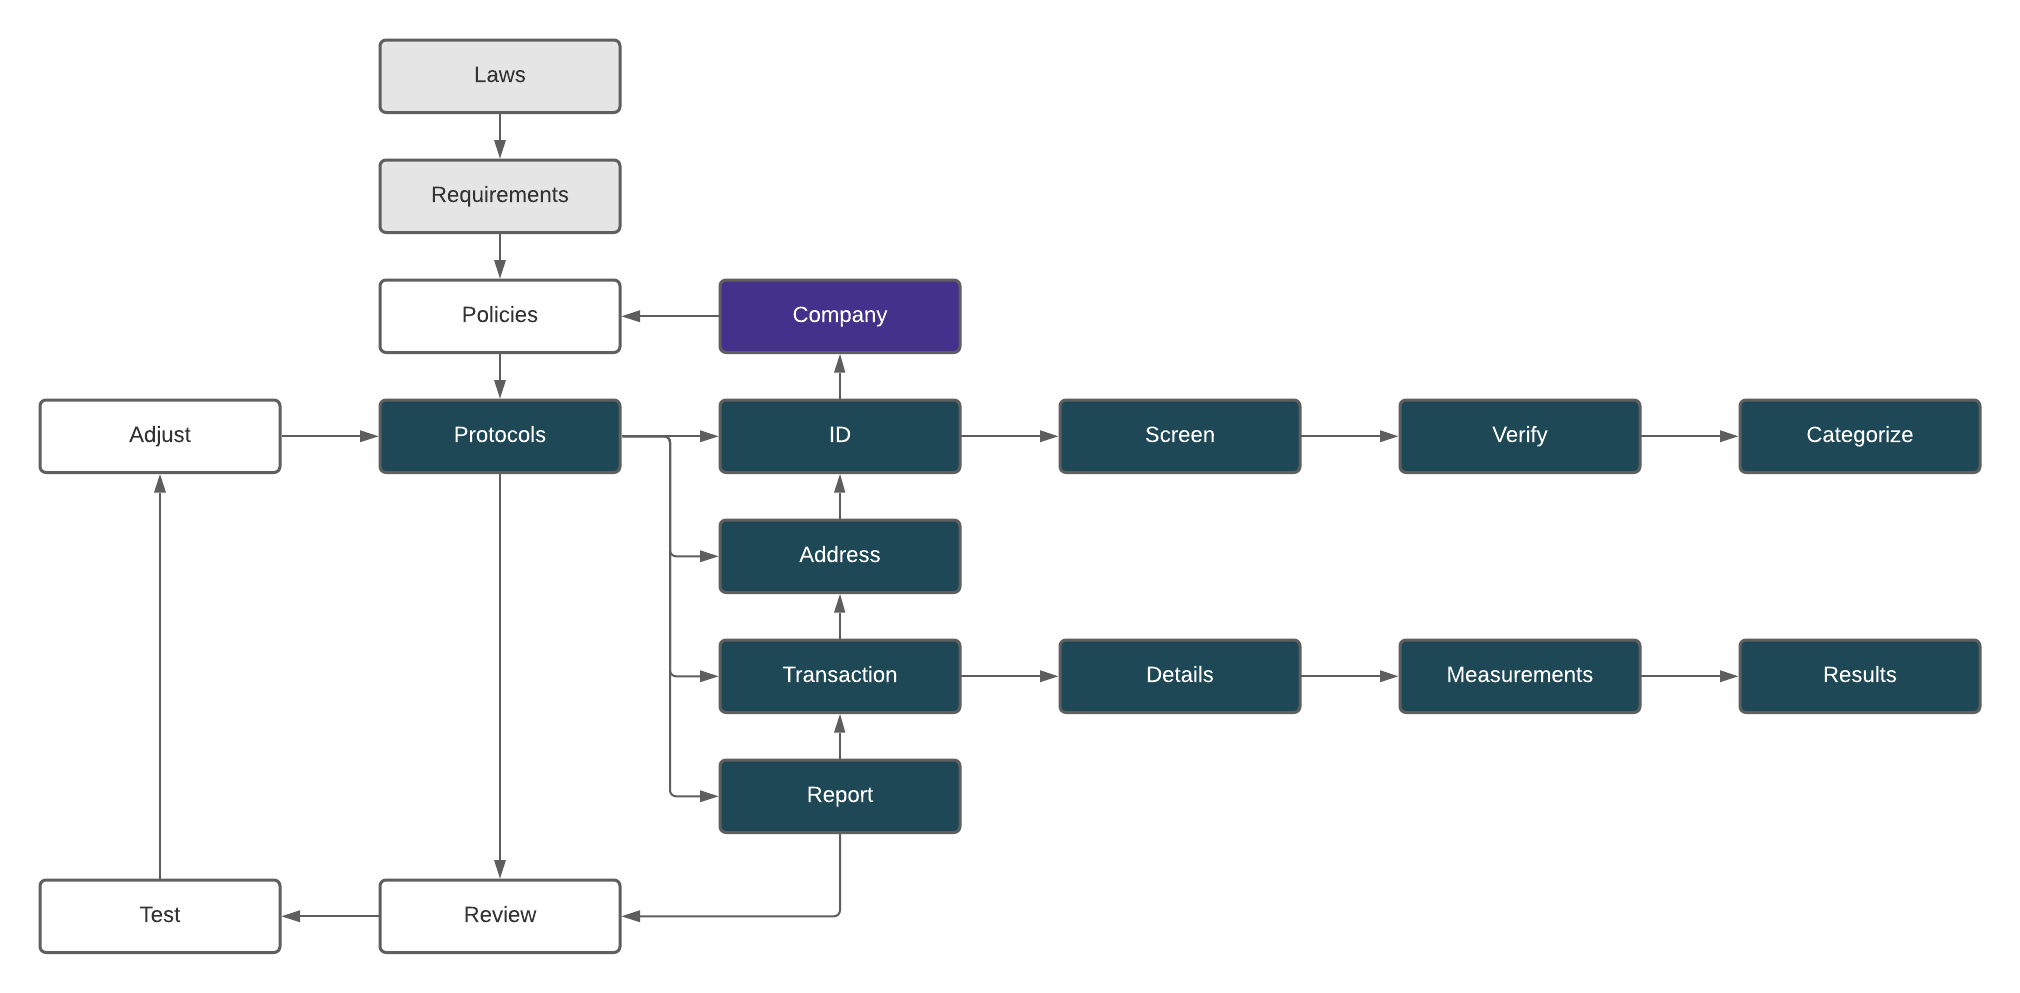 Laws
Requirements
Policies
Company
Adjust
Protocols
ID
Screen
Verify
Categorize
Address
Transaction
Details
Measurements
Results
Report
Test
Review